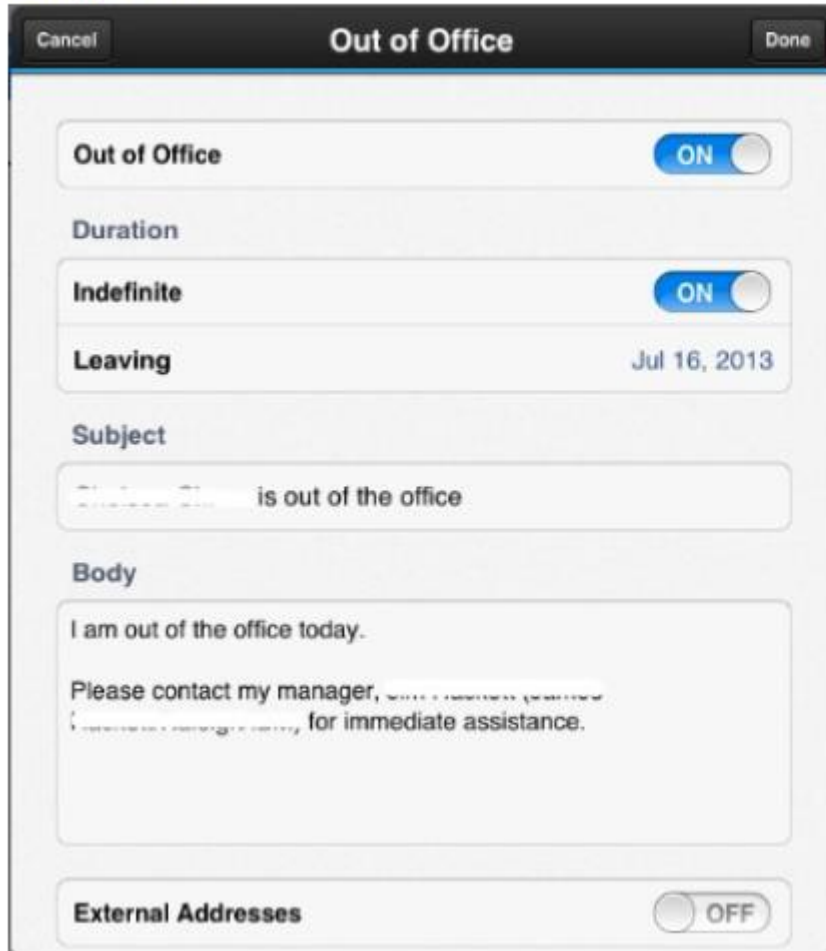 Cancel
Out of Office
Done
Out of Office
ON
Duration
Indefinite
ON
Leaving
Jul 16, 2013
Subject
is out of the office
Body
I am out of the office today.
Please contact my manager,
for immediate assistance.
External Addresses
OFF